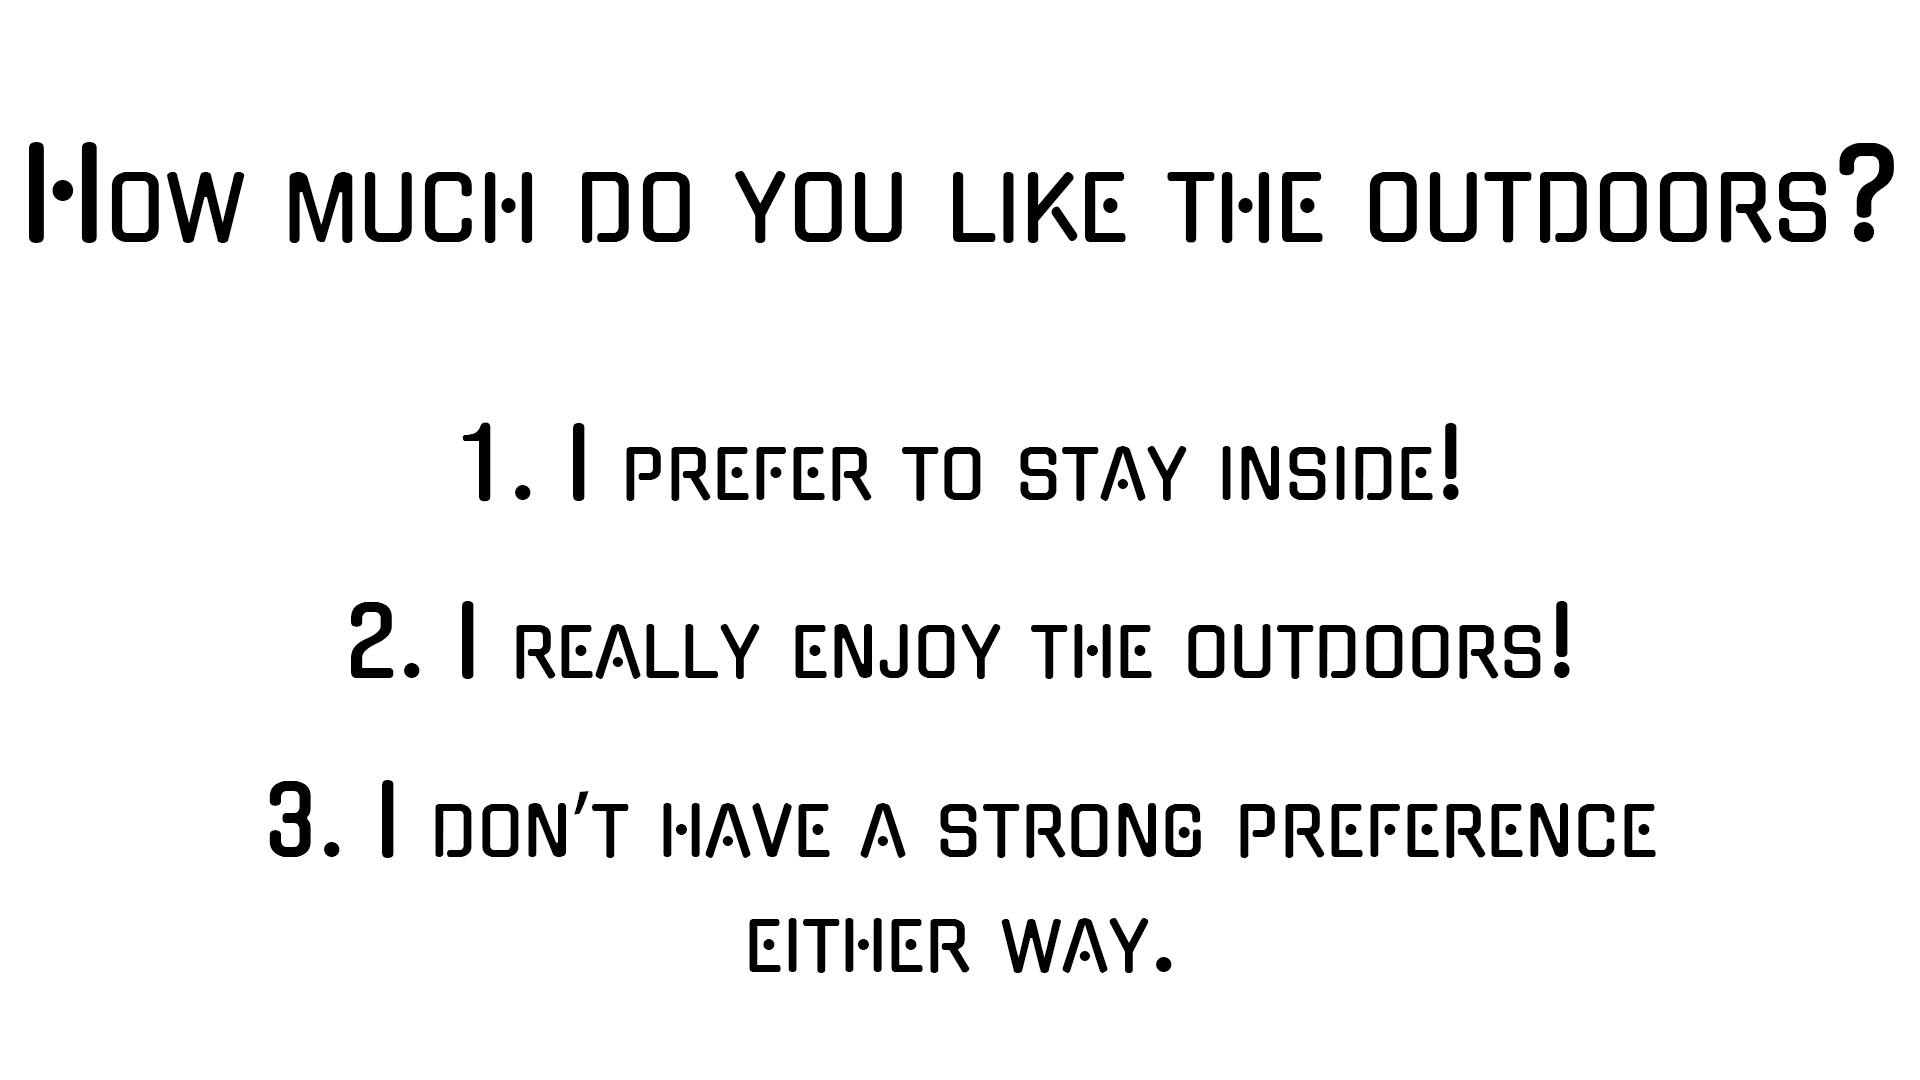 How much do you like the outdoors?
1. I prefer to stay inside!
2. I really enjoy the outdoors!
3. I don't have a strong preference
either way.